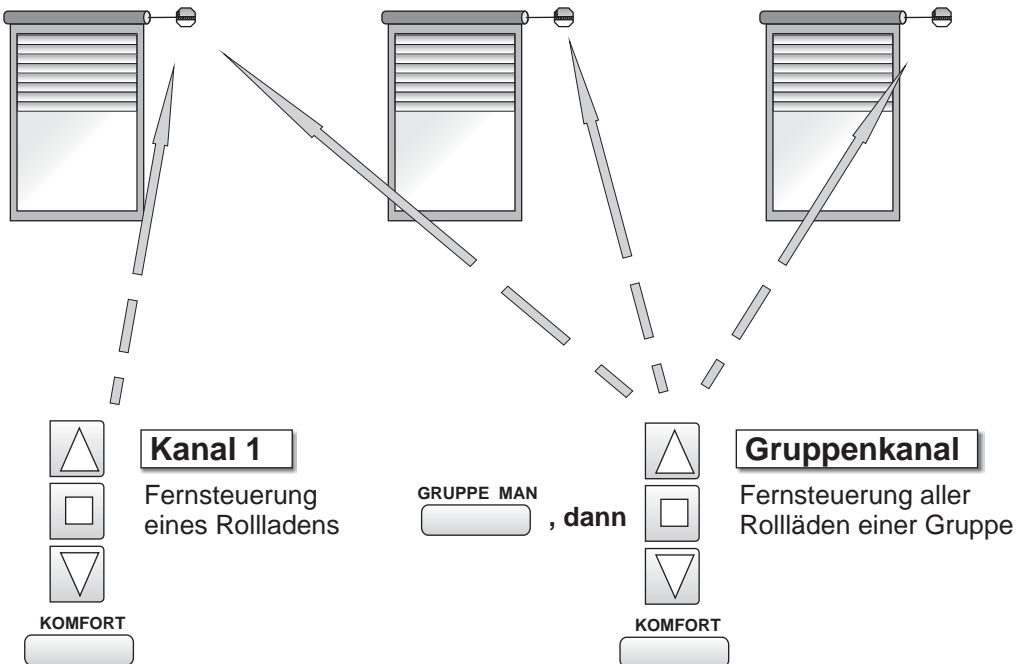 Kanal 1
Fernsteuerung
eines Rollladens
KOMFORT
GRUPPE MAN
, dann
Gruppenkanal
Fernsteuerung aller
Rollläden einer Gruppe
KOMFORT